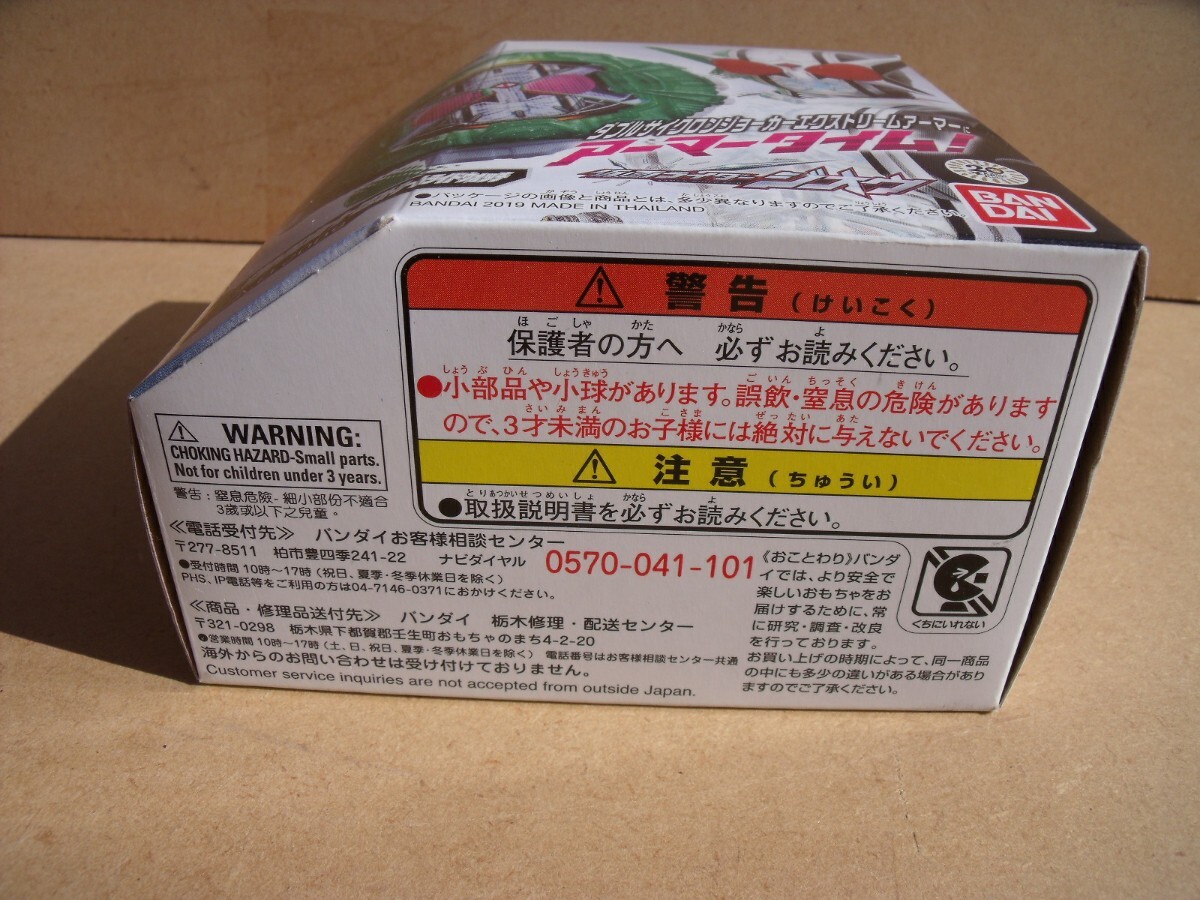 ダブルサイクロンジョーカーエクストリームアーマーに
アーマータイム!
●パッケージの画像と商品とは、多少異なりますのでご了承ください。
BANDAI 2019 MADE IN THAILAND
BAN
DAI
警告(けいこく)
保護者の方へ 必ずお読みください。
●小部品や小球があります。誤飲・窒息の危険があります
ので、3才未満のお子様には絶対に与えないでください。
注意(ちゅうい)
●取扱説明書を必ずお読みください。
WARNING:
CHOKING HAZARD-Small parts.
Not for children under 3 years.
警告:窒息危險-細小部份不適合
3歲或以下之兒童。
≪電話受付先≫ バンダイお客様相談センター
〒277-8511 柏市豊四季241-22 ナビダイヤル 0570-041-101
●受付時間 10時~17時(祝日、夏季・冬季休業日を除く)
PHS、IP電話等をご利用の方は04-7146-0371におかけください。
≪商品・修理品送付先≫ バンダイ 栃木修理・配送センター
〒321-0298 栃木県下都賀郡壬生町おもちゃのまち4-2-20
●営業時間 10時~17時(土、日、祝日、夏季・冬季休業日を除く) 電話番号はお客様相談センター共通
海外からのお問い合わせは受け付けておりません。
Customer service inquiries are not accepted from outside Japan.
《おことわり》バンダ
イでは、より安全で
楽しいおもちゃをお
届けするために、常
に研究・調査・改良
を行っております。
お買い上げの時期によって、同一商品
の中にも多少の違いがある場合があり
ますのでご了承ください。
くちにいれない